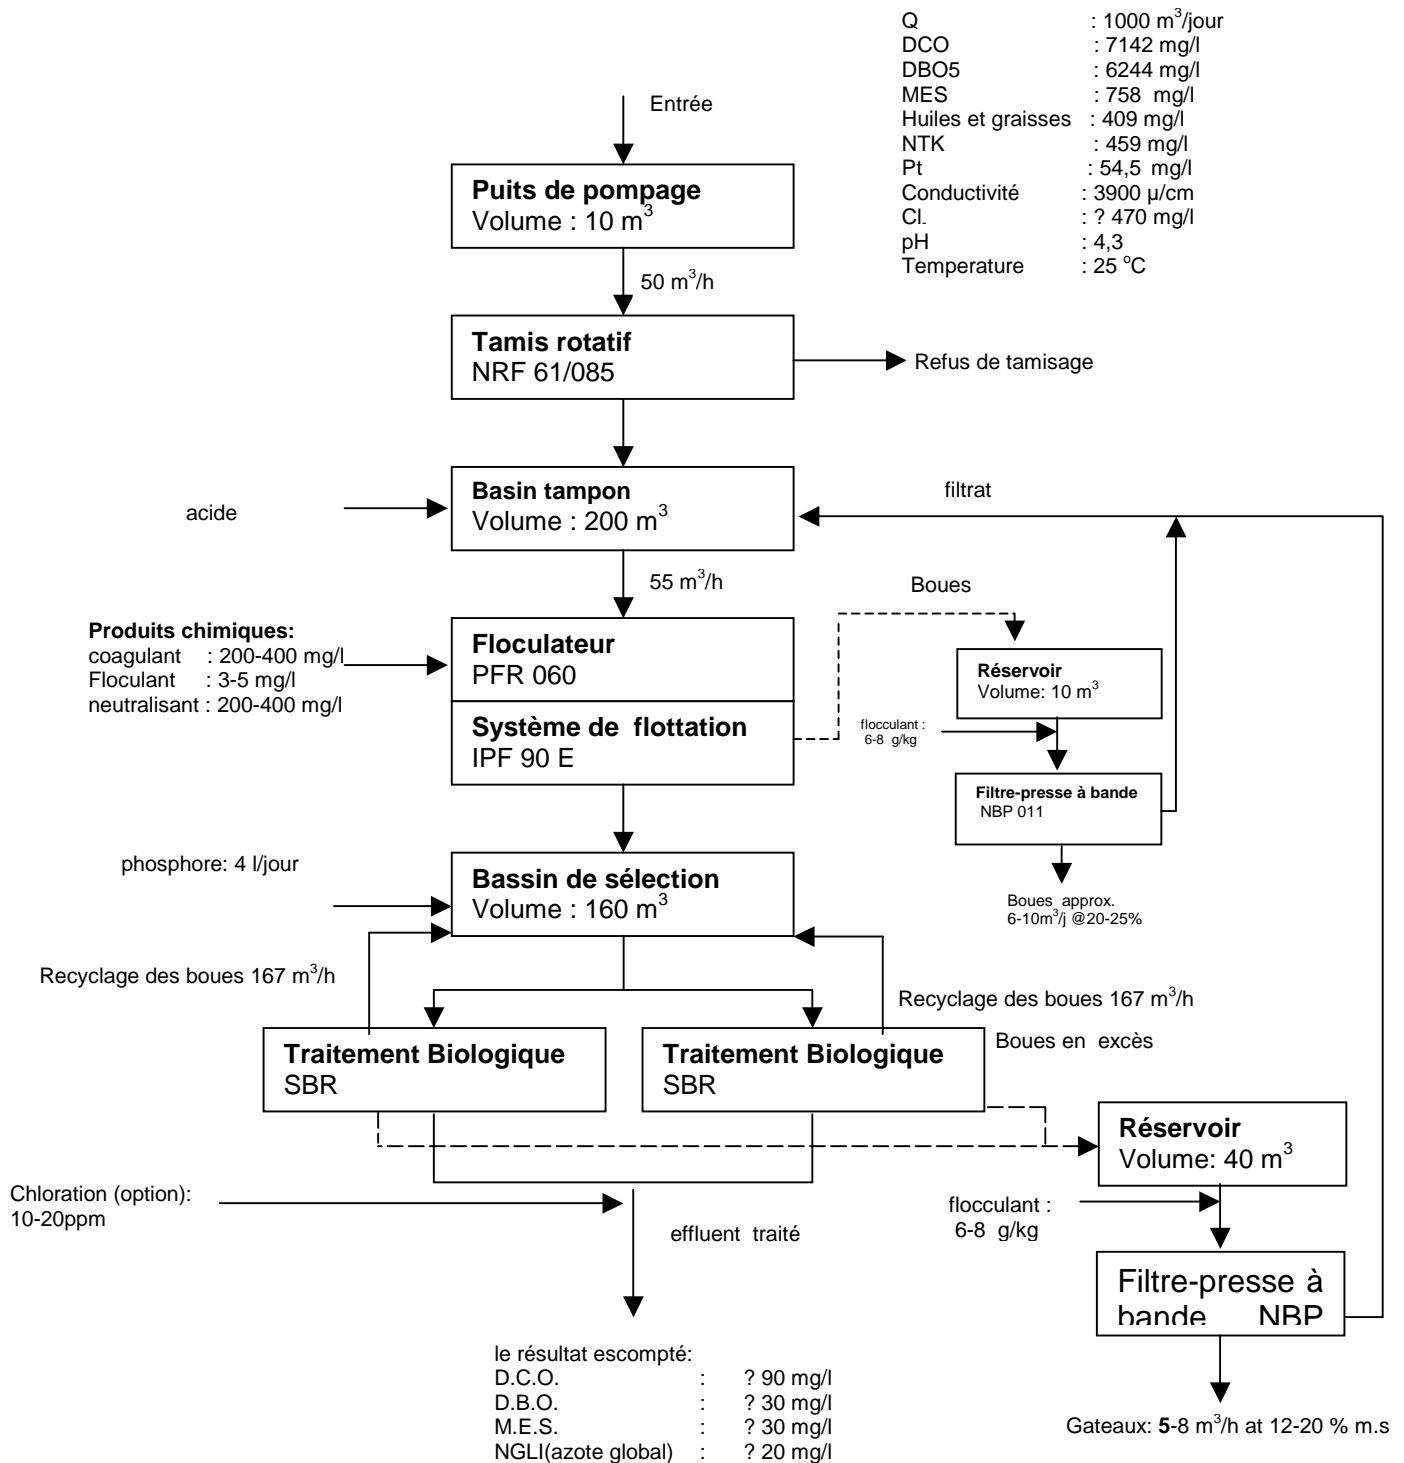 Q : 1000 m³/jour
DCO : 7142 mg/l
DBO5 : 6244 mg/l
MES : 758 mg/l
Huiles et graisses : 409 mg/l
NTK : 459 mg/l
Pt : 54,5 mg/l
Conductivité : 3900 µ/cm
Cl. : ? 470 mg/l
pH : 4,3
Temperature : 25 °C
Entrée
Puits de pompage
Volume : 10 m³
50 m³/h
Tamis rotatif
NRF 61/085
Refus de tamisage
Basin tampon
Volume : 200 m³
acide
filtrat
55 m³/h
Boues
Produits chimiques:
coagulant : 200-400 mg/l
Floculant : 3-5 mg/l
neutralisant : 200-400 mg/l
Floculateur
PFR 060
Système de flottation
IPF 90 E
Réservoir
Volume: 10 m³
flocculant :
6-8 g/kg
Filtre-presse à bande
NBP 011
Boues approx.
6-10m³/j @20-25%
phosphore: 4 l/jour
Bassin de sélection
Volume : 160 m³
Recyclage des boues 167 m³/h
Recyclage des boues 167 m³/h
Traitement Biologique
SBR
Traitement Biologique
SBR
Boues en excès
Réservoir
Volume: 40 m³
Chloration (option):
10-20ppm
effluent traité
flocculant :
6-8 g/kg
Filtre-presse à
bande NBP
Gateaux: 5-8 m³/h at 12-20 % m.s
le résultat escompté:
D.C.O. : ? 90 mg/l
D.B.O. : ? 30 mg/l
M.E.S. : ? 30 mg/l
NGLI(azote global) : ? 20 mg/l